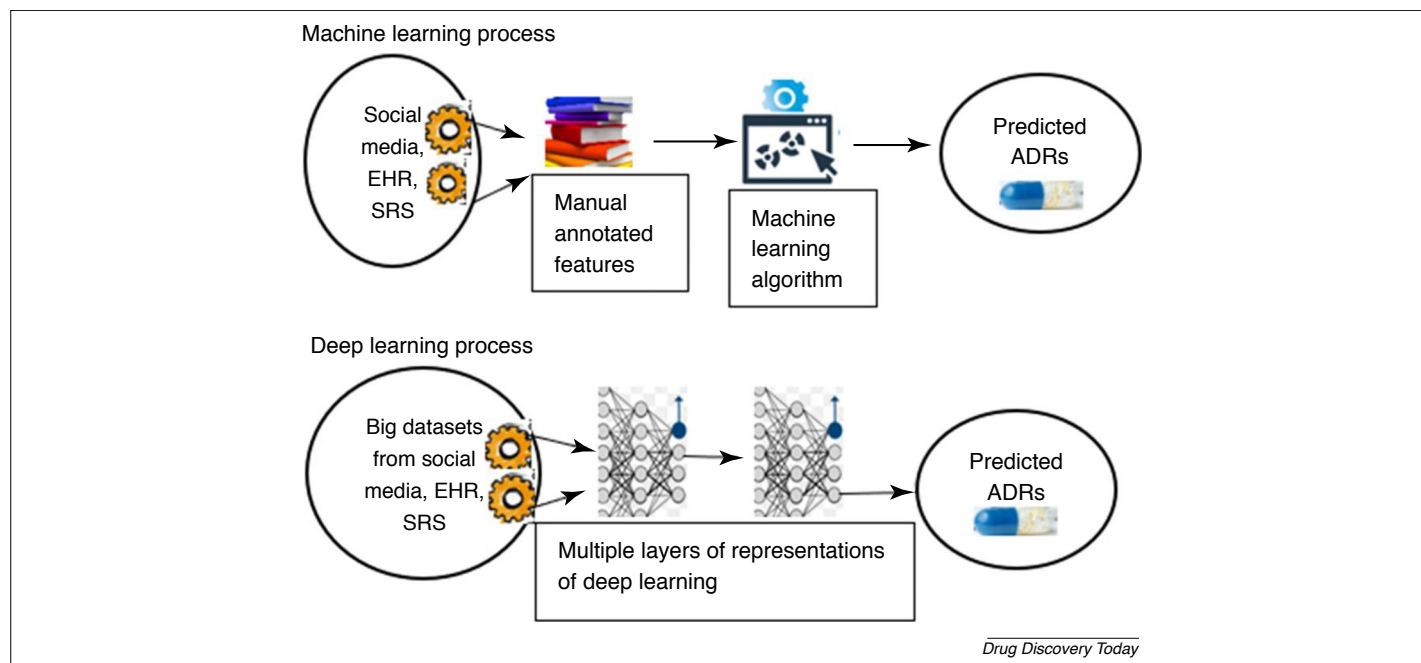 Machine learning process
Social
media,
EHR,
SRS
Manual
annotated
features
Machine
learning
algorithm
Predicted
ADRs
Deep learning process
Big datasets
from social
media, EHR,
SRS
Multiple layers of representations
of deep learning
Predicted
ADRs
Drug Discovery Today